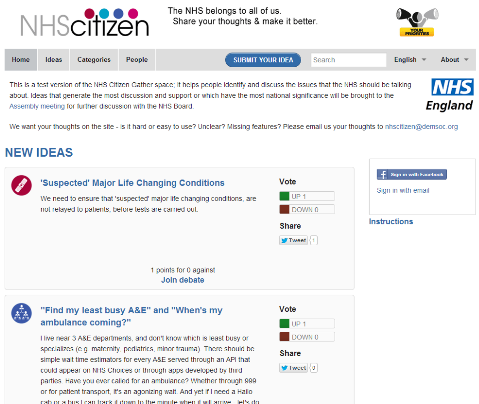 NHScitizen
The NHS belongs to all of us.
Share your thoughts & make it better.
YOUR PRIORITIES
Home Ideas Categories People SUBMIT YOUR IDEA Search English About
This is a test version of the NHS Citizen Gather space; it helps people identify and discuss the issues that the NHS should be talking
about. Ideas that generate the most discussion and support or which have the most national significance will be brought to the
Assembly meeting for further discussion with the NHS Board.
NHS
England
We want your thoughts on the site - is it hard or easy to use? Unclear? Missing features? Please email us your thoughts to nhscitizen@demsoc.org
NEW IDEAS
'Suspected' Major Life Changing Conditions
We need to ensure that 'suspected' major life changing conditions, are
not relayed to patients, before tests are carried out.
Vote
UP 1
DOWN 0
Share
Tweet 1
1 points for 0 against
Join debate
f Sign in with Facebook
Sign in with email
Instructions
"Find my least busy A&E" and "When's my
ambulance coming?"
I live near 3 A&E departments, and don't know which is least busy or
specializes (e.g. maternity, pediatrics, minor trauma). There should be
simple wait time estimators for every A&E served through an API that
could appear on NHS Choices or through apps developed by third
parties. Have you ever called for an ambulance? Whether through 999
or for patient transport, it's an agonizing wait. And yet if I need a Hailo
cab or a bus I can track it down to the minute when it will arrive let's do
Vote
UP 1
DOWN 0
Share
Tweet 0